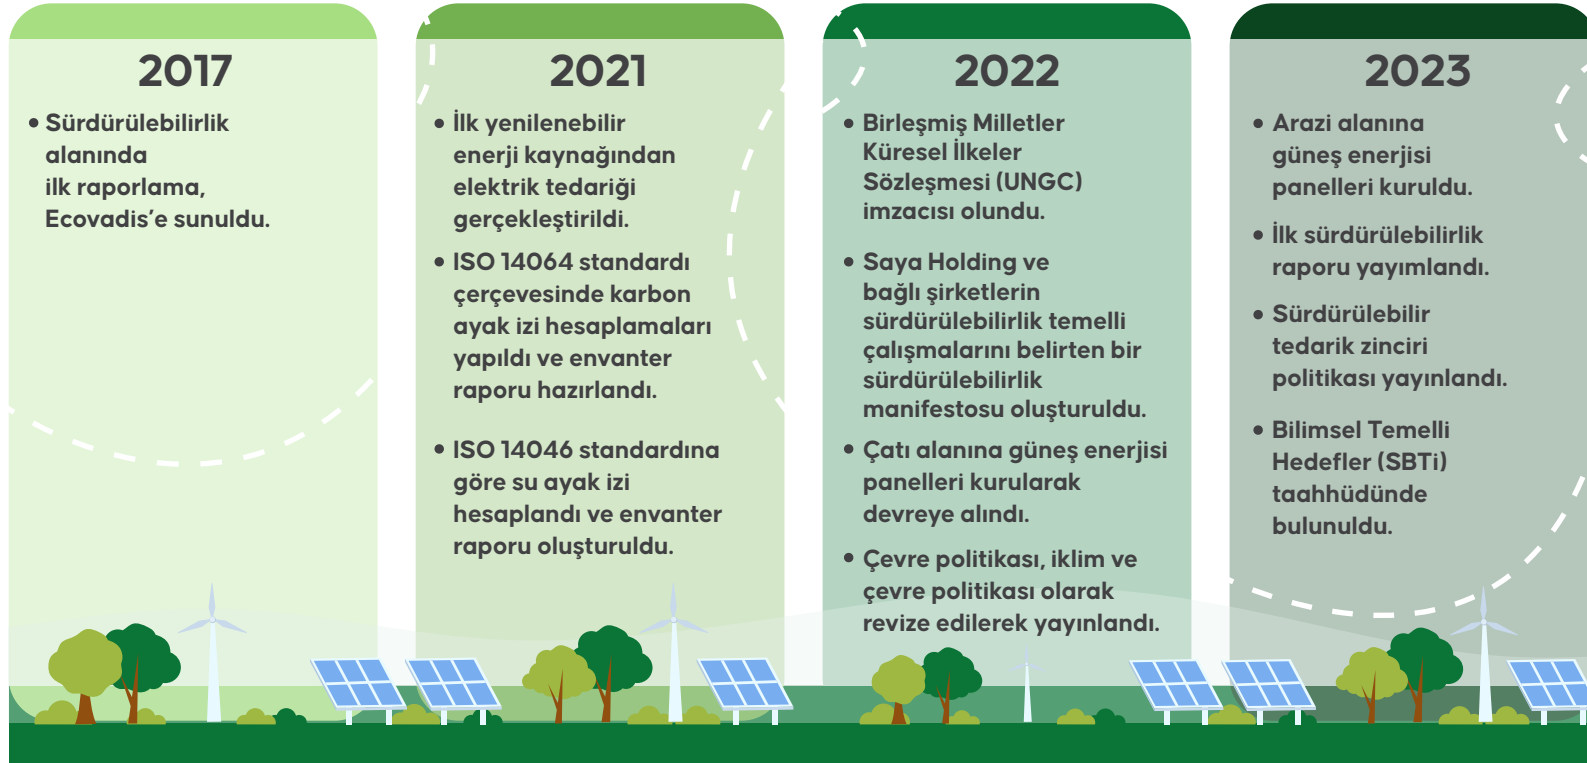 2017
• Sürdürülebilirlik
alanında
ilk raporlama,
Ecovadis’e sunuldu.
2021
• İlk yenilenebilir
enerji kaynağından
elektrik tedariği
gerçekleştirildi.
• ISO 14064 standardı
çerçevesinde karbon
ayak izi hesaplamaları
yapıldı ve envanter
raporu hazırlandı.
• ISO 14046 standardına
göre su ayak izi
hesaplandı ve envanter
raporu oluşturuldu.
2022
• Birleşmiş Milletler
Küresel İlkeler
Sözleşmesi (UNGC)
imzacısı olundu.
• Saya Holding ve
bağlı şirketlerin
sürdürülebilirlik temelli
çalışmalarını belirten bir
sürdürülebilirlik
manifestosu oluşturuldu.
• Çatı alanına güneş enerjisi
panelleri kurularak
devreye alındı.
• Çevre politikası, iklim ve
çevre politikası olarak
revize edilerek yayınlandı.
2023
• Arazi alanına
güneş enerjisi
panelleri kuruldu.
• İlk sürdürülebilirlik
raporu yayımlandı.
• Sürdürülebilir
tedarik zinciri
politikası yayınlandı.
• Bilimsel Temelli
Hedefler (SBTi)
taahhüdünde
bulunuldu.